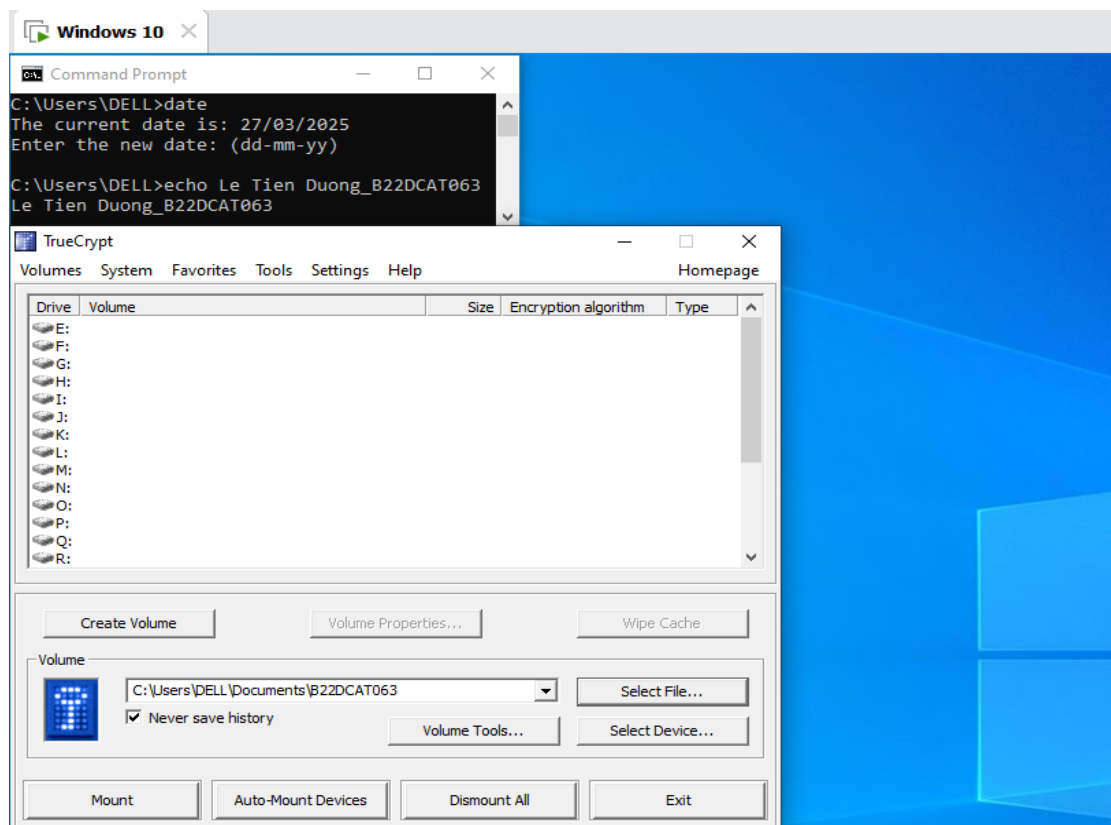 Windows 10
Command Prompt
C:\Users\DELL>date
The current date is: 27/03/2025
Enter the new date: (dd-mm-yy)
C:\Users\DELL>echo Le Tien Duong_B22DCAT063
Le Tien Duong_B22DCAT063
TrueCrypt
Volumes System Favorites Tools Settings Help Homepage
Drive Volume Size Encryption algorithm Type
E:
F:
G:
H:
I:
J:
K:
L:
M:
N:
O:
P:
Q:
R:
Create Volume Volume Properties... Wipe Cache
Volume
C:\Users\DELL\Documents\B22DCAT063 Select File...
Never save history
Volume Tools... Select Device...
Mount Auto-Mount Devices Dismount All Exit